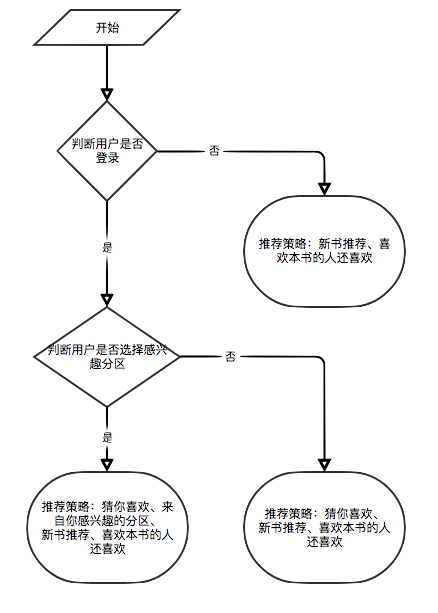 开始
判断用户是否
登录
否
推荐策略：新书推荐、喜
欢本书的人还喜欢
是
判断用户是否选择感兴
趣分区
否
是
推荐策略：猜你喜欢、来
自你感兴趣的分区、
新书推荐、喜欢本书的人
还喜欢
推荐策略：猜你喜欢、
新书推荐、喜欢本书的人
还喜欢